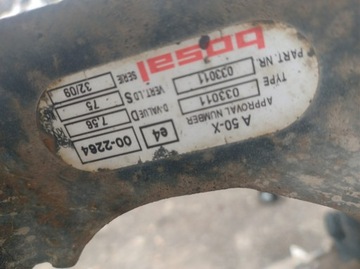 bosal
PART. NR. 033011
TYPE 033011
APPROVAL NUMBER
A 50-X e4 00-2264
D-VALUE 7,56
VERT. LD S 75
SERIE 32/09